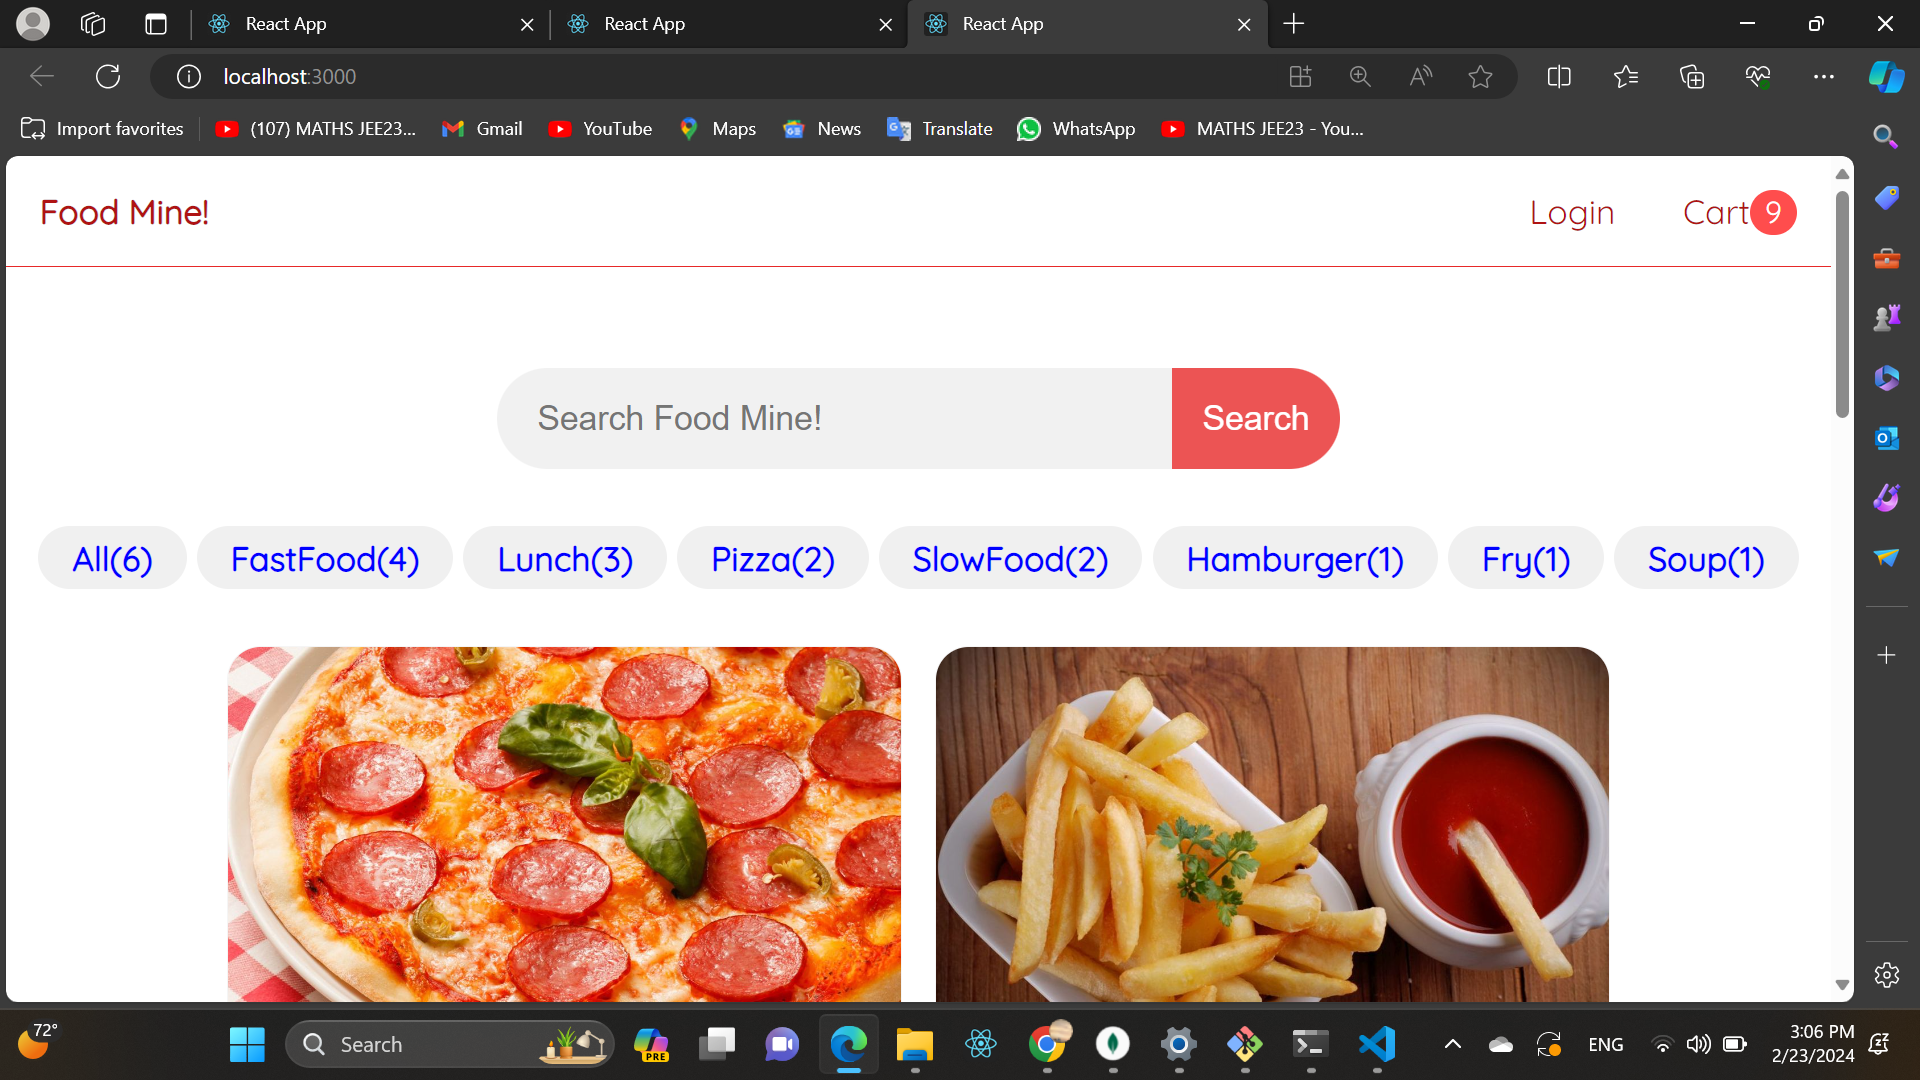 React App
React App
React App
localhost:3000
Import favorites
(107) MATHS JEE23...
Gmail
YouTube
Maps
News
Translate
WhatsApp
MATHS JEE23 - You...
Food Mine!
Login
Cart 9
Search Food Mine!
Search
All(6)
FastFood(4)
Lunch(3)
Pizza(2)
SlowFood(2)
Hamburger(1)
Fry(1)
Soup(1)
72°
Search
PRE
ENG
3:06 PM
2/23/2024